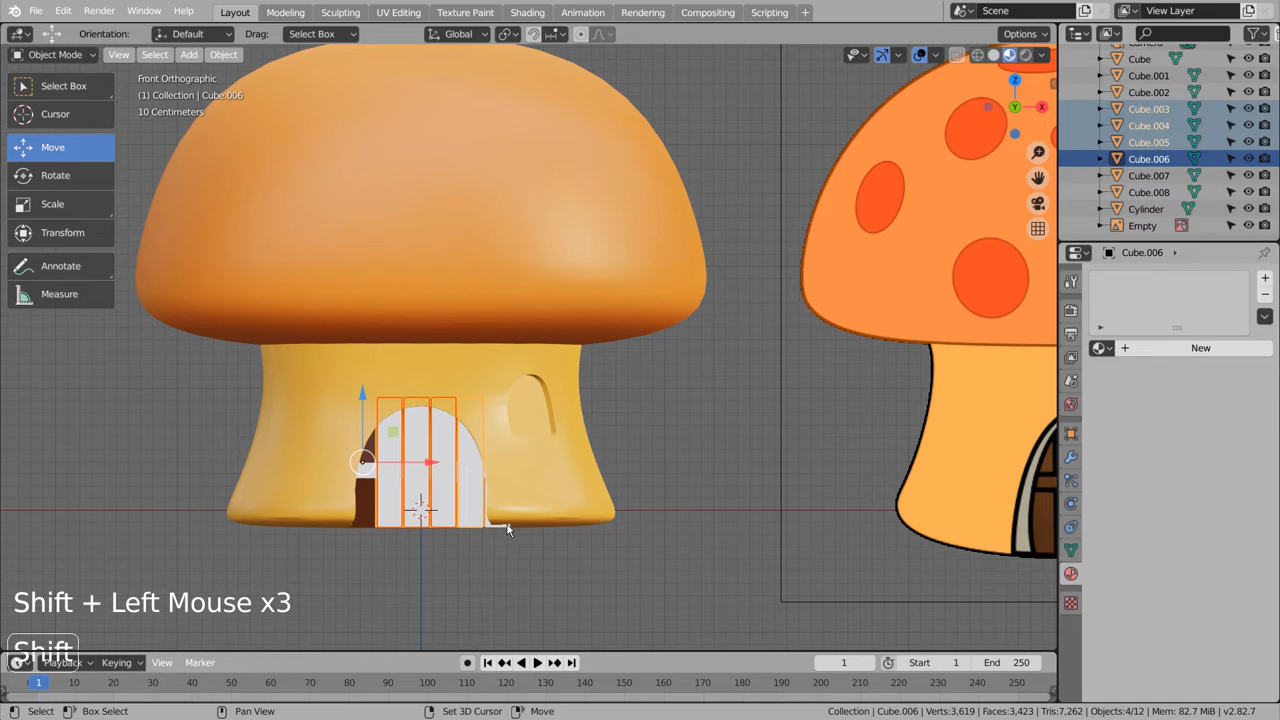 File Edit Render Window Help Layout Modeling Sculpting UV Editing Texture Paint Shading Animation Rendering Compositing Scripting + Scene View Layer
Orientation: Default Drag: Select Box Global Options
Object Mode View Select Add Object
Select Box
Cursor
Move
Rotate
Scale
Transform
Annotate
Measure
Front Orthographic
(1) Collection | Cube.006
10 Centimeters
Z
Y
X
Camera
Cube
Cube.001
Cube.002
Cube.003
Cube.004
Cube.005
Cube.006
Cube.007
Cube.008
Cylinder
Empty
Cube.006
New
Shift + Left Mouse x3
Shift
Playback Keying View Marker 1 Start 1 End 250
1 10 20 30 40 50 60 70 80 90 100 110 120 130 140 150 160 170 180 190 200 210 220 230 240 250
Select Box Select Pan View Set 3D Cursor Move Collection | Cube.006 | Verts:3,619 | Faces:3,423 | Tris:7,262 | Objects:4/12 | Mem: 82.7 MiB | v2.82.7